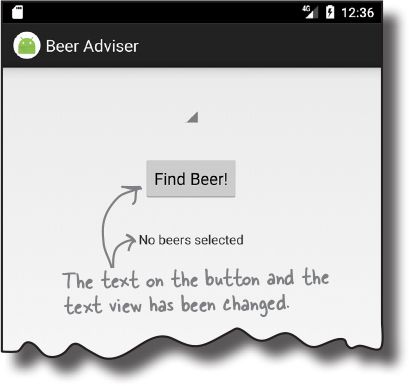 4G 12:36
Beer Adviser
Find Beer!
No beers selected
The text on the button and the
text view has been changed.